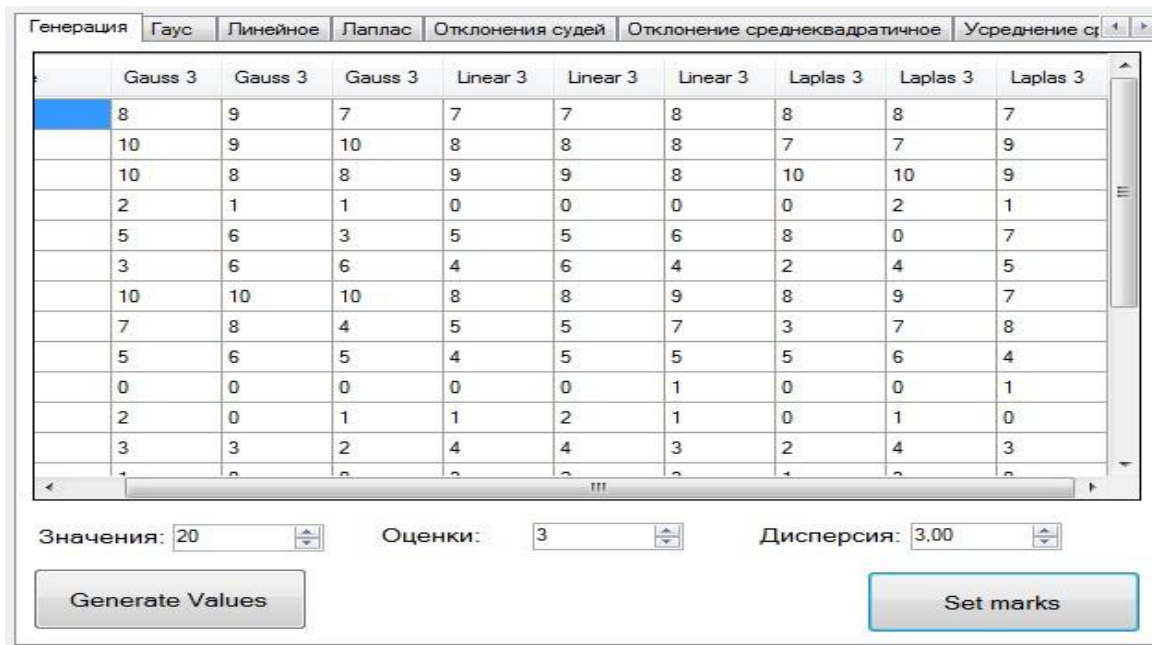 Генерация Гаус Линейное Лаплас Отклонения судей Отклонение среднеквадратичное Усреднение
Gauss 3 Gauss 3 Gauss 3 Linear 3 Linear 3 Linear 3 Laplas 3 Laplas 3 Laplas 3
8 9 7 7 7 8 8 8 7
10 9 10 8 8 8 7 7 9
10 8 8 9 9 8 10 10 9
2 1 1 0 0 0 0 2 1
5 6 3 5 5 6 8 0 7
3 6 6 4 6 4 2 4 5
10 10 10 8 8 9 8 9 7
7 8 4 5 5 7 3 7 8
5 6 5 4 5 5 5 6 4
0 0 0 0 0 1 0 0 1
2 0 1 1 2 1 0 1 0
3 3 2 4 4 3 2 4 3
Значения: 20 Оценки: 3 Дисперсия: 3,00
Generate Values Set marks